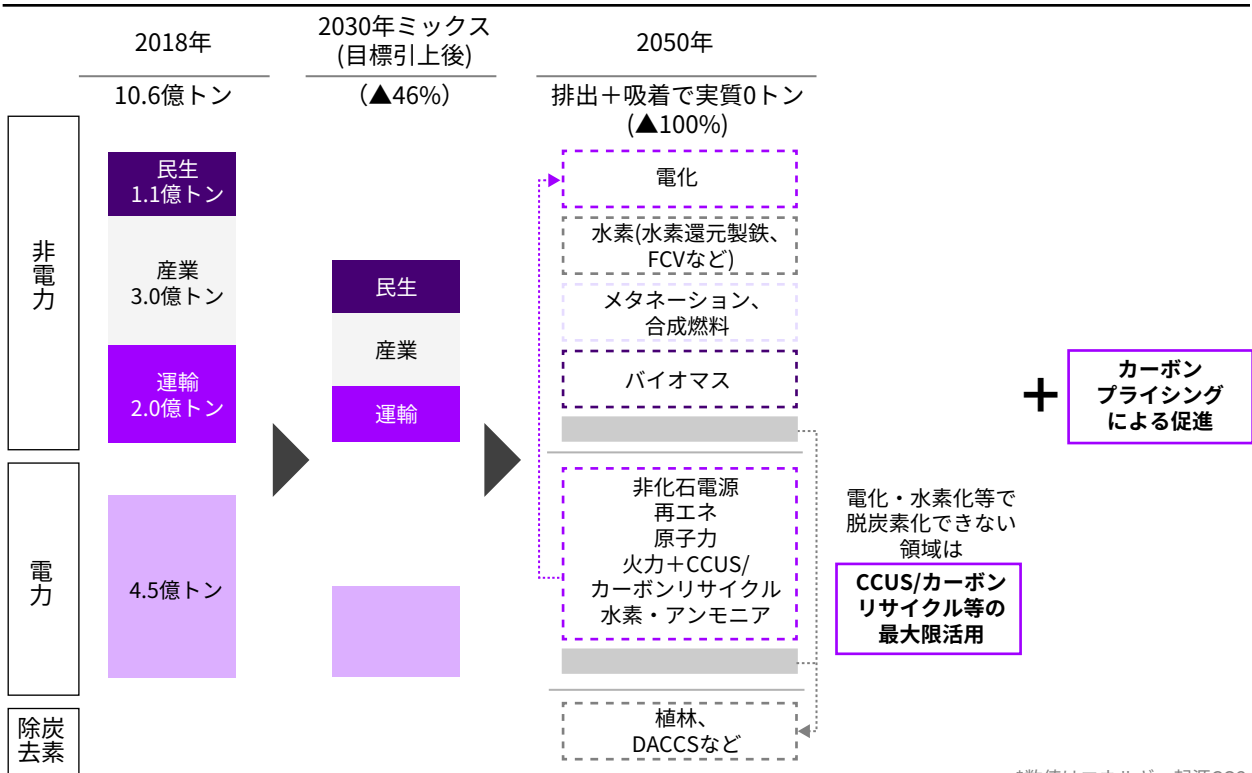 2018年
10.6億トン
2030年ミックス
(目標引上後)
（▲46%）
2050年
排出＋吸着で実質0トン
(▲100%)
非電力
民生
1.1億トン
産業
3.0億トン
運輸
2.0億トン
民生
産業
運輸
電化
水素(水素還元製鉄、
FCVなど)
メタネーション、
合成燃料
バイオマス
＋
カーボン
プライシング
による促進
電力
4.5億トン
非化石電源
再エネ
原子力
火力＋CCUS/
カーボンリサイクル
水素・アンモニア
電化・水素化等で
脱炭素化できない
領域は
CCUS/カーボン
リサイクル等の
最大限活用
炭素
除去
植林、
DACCSなど